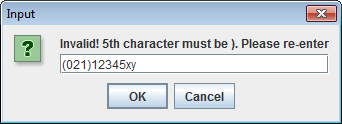 Input
Invalid! 5th character must be ). Please re-enter
(021)12345xy
OK
Cancel